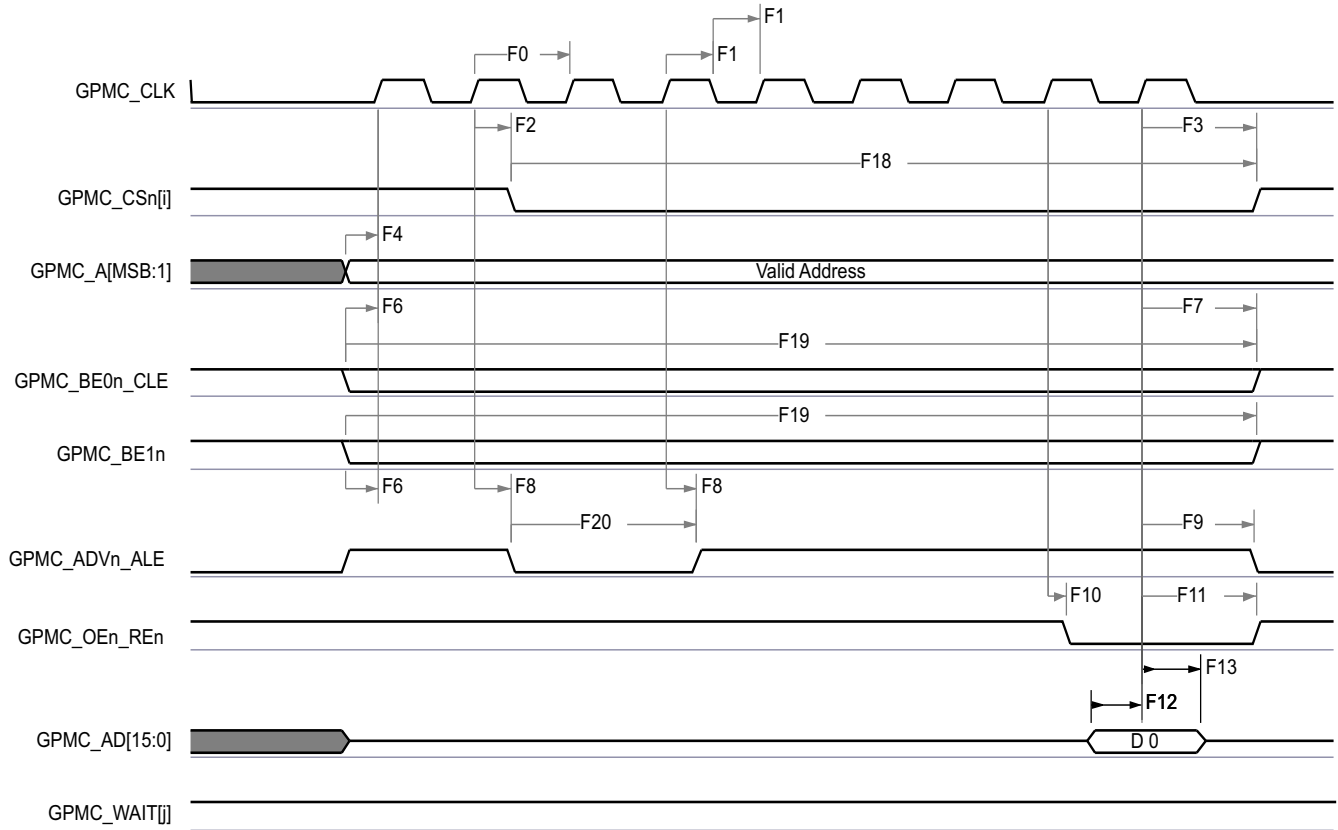 F1
F0
F1
GPMC_CLK
F2
F3
F18
GPMC_CSn[i]
F4
GPMC_A[MSB:1]
Valid Address
F6
F7
F19
GPMC_BE0n_CLE
F19
GPMC_BE1n
F6
F8
F8
F20
F9
GPMC_ADVn_ALE
F10
F11
GPMC_OEn_REn
F13
F12
GPMC_AD[15:0]
D 0
GPMC_WAIT[j]